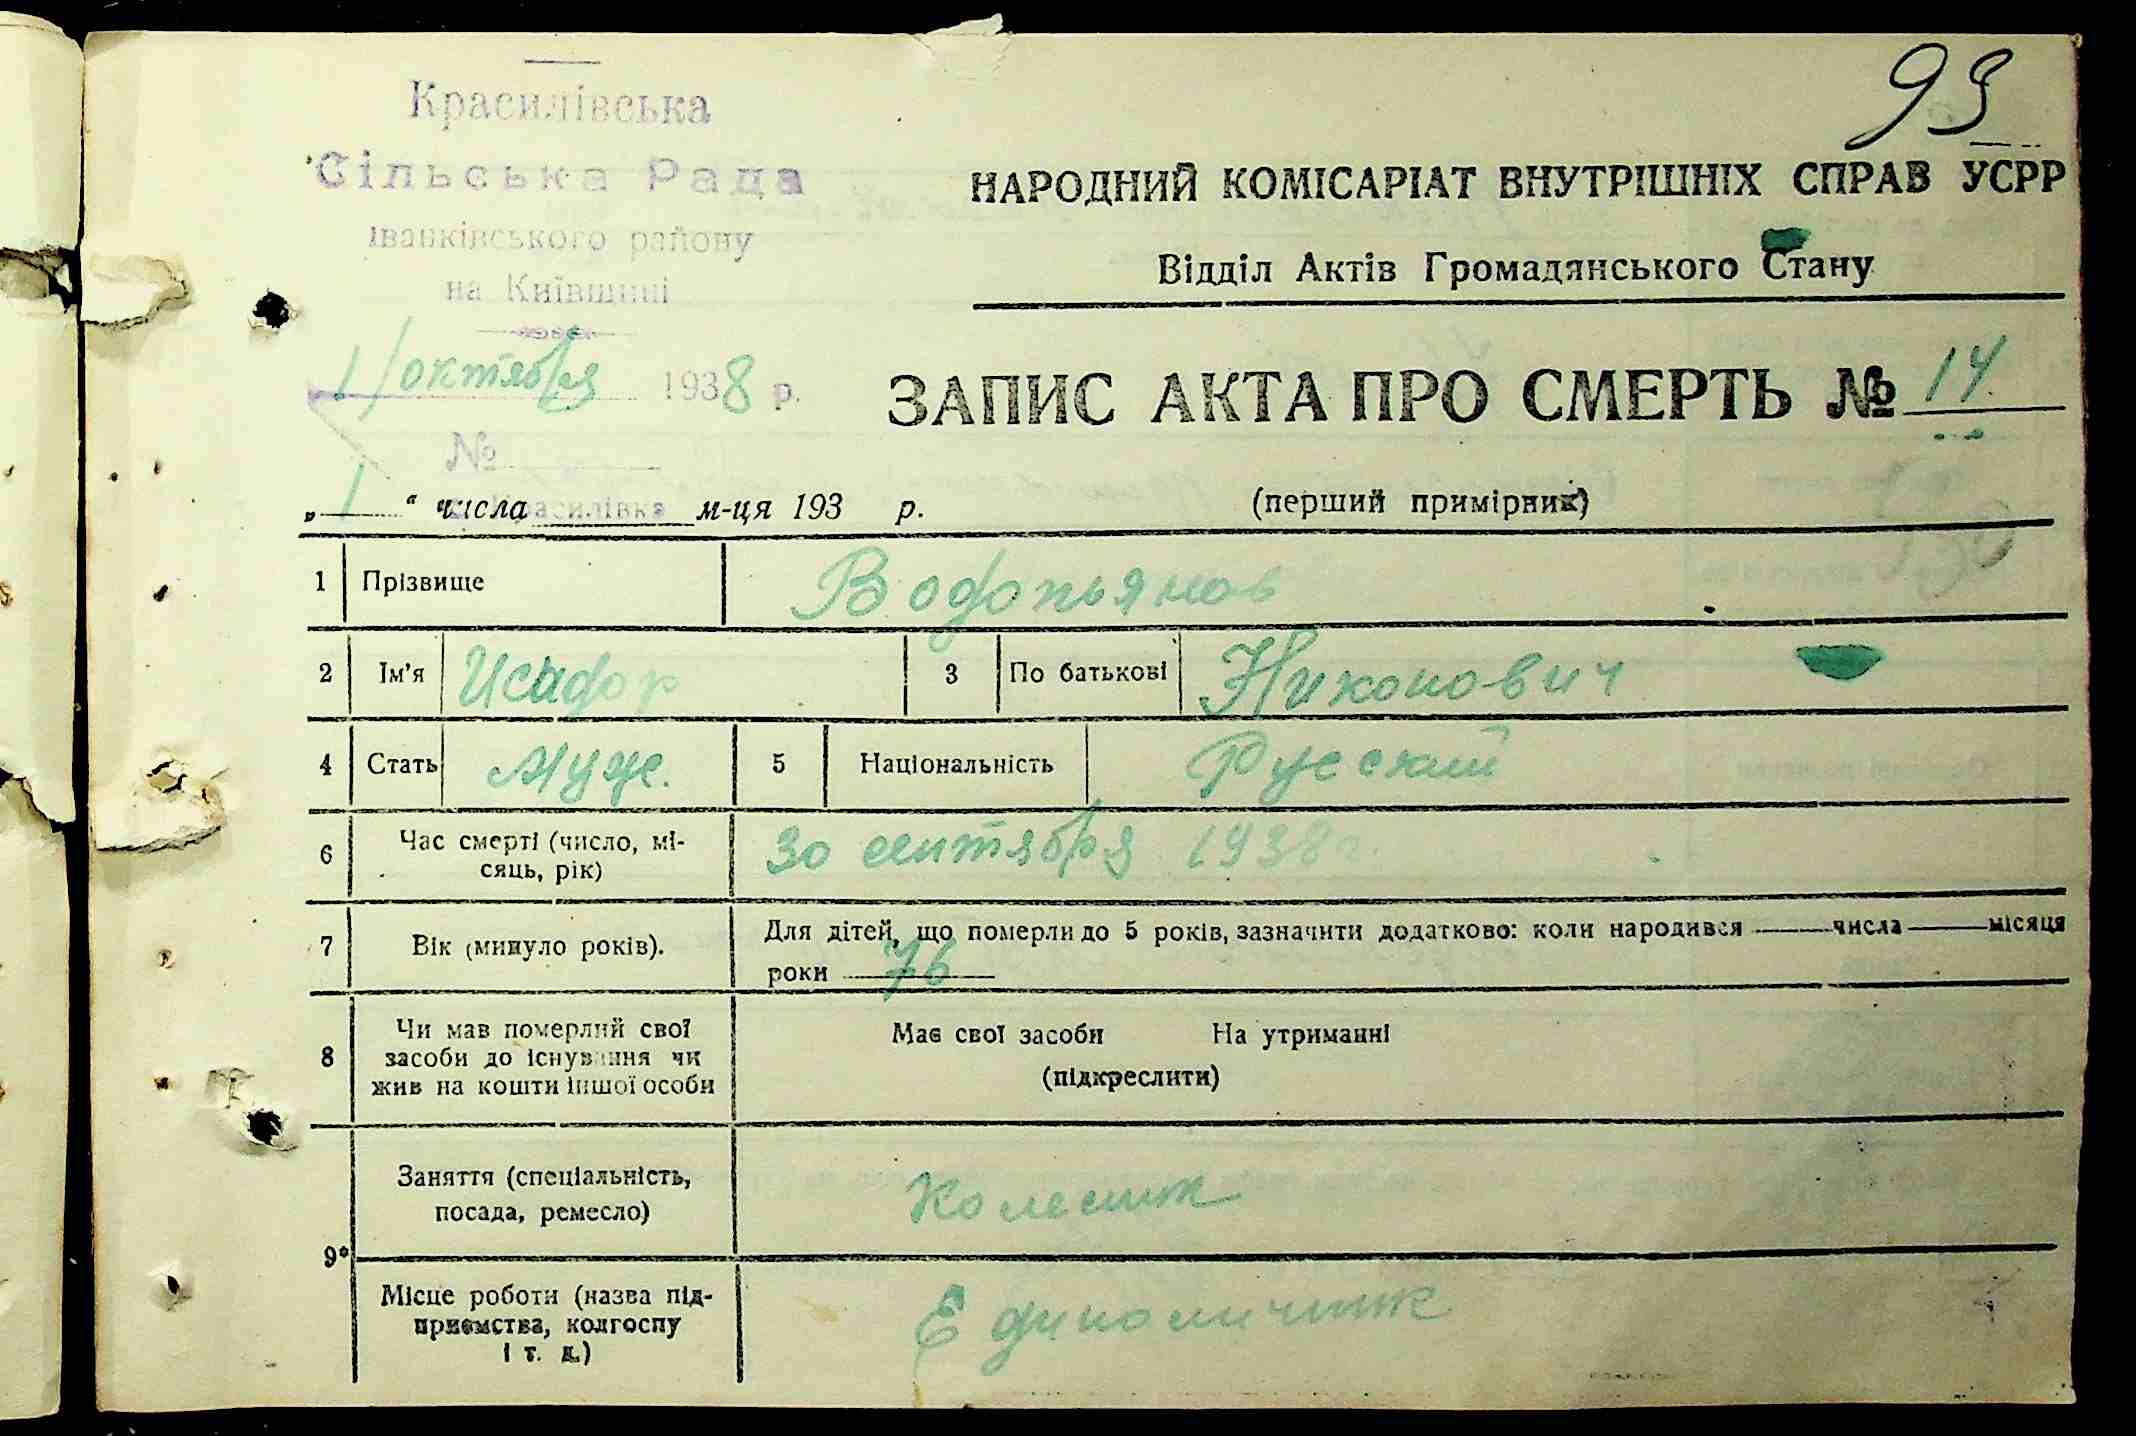 93
Красилівська
Сільська Рада
Іванківського району
на Київщині
1/октября 1938 р.
№
с. Красилівка
НАРОДНИЙ КОМІСАРІАТ ВНУТРІШНІХ СПРАВ УСРР
Відділ Актів Громадянського Стану
ЗАПИС АКТА ПРО СМЕРТЬ № 14
„ 1 “ числа м-ця 193 р.
(перший примірник)
1 Прізвище Водопьянов
2 Ім'я Исадор 3 По батькові Никонович
4 Стать муж. 5 Національність Русский
6 Час смерті (число, мі-
сяць, рік) 30 сентября 1938 г
7 Вік (минуло років). Для дітей, що померли до 5 років, зазначити додатково: коли народився числа місяця
роки 76
8 Чи мав померлий свої
засоби до існування чи
жив на кошти іншої особи
Має свої засоби На утриманні
(підкреслити)
9* Заняття (спеціальність,
посада, ремесло) Колесник
Місце роботи (назва під-
приємства, колгоспу
і т. д.) Единоличник